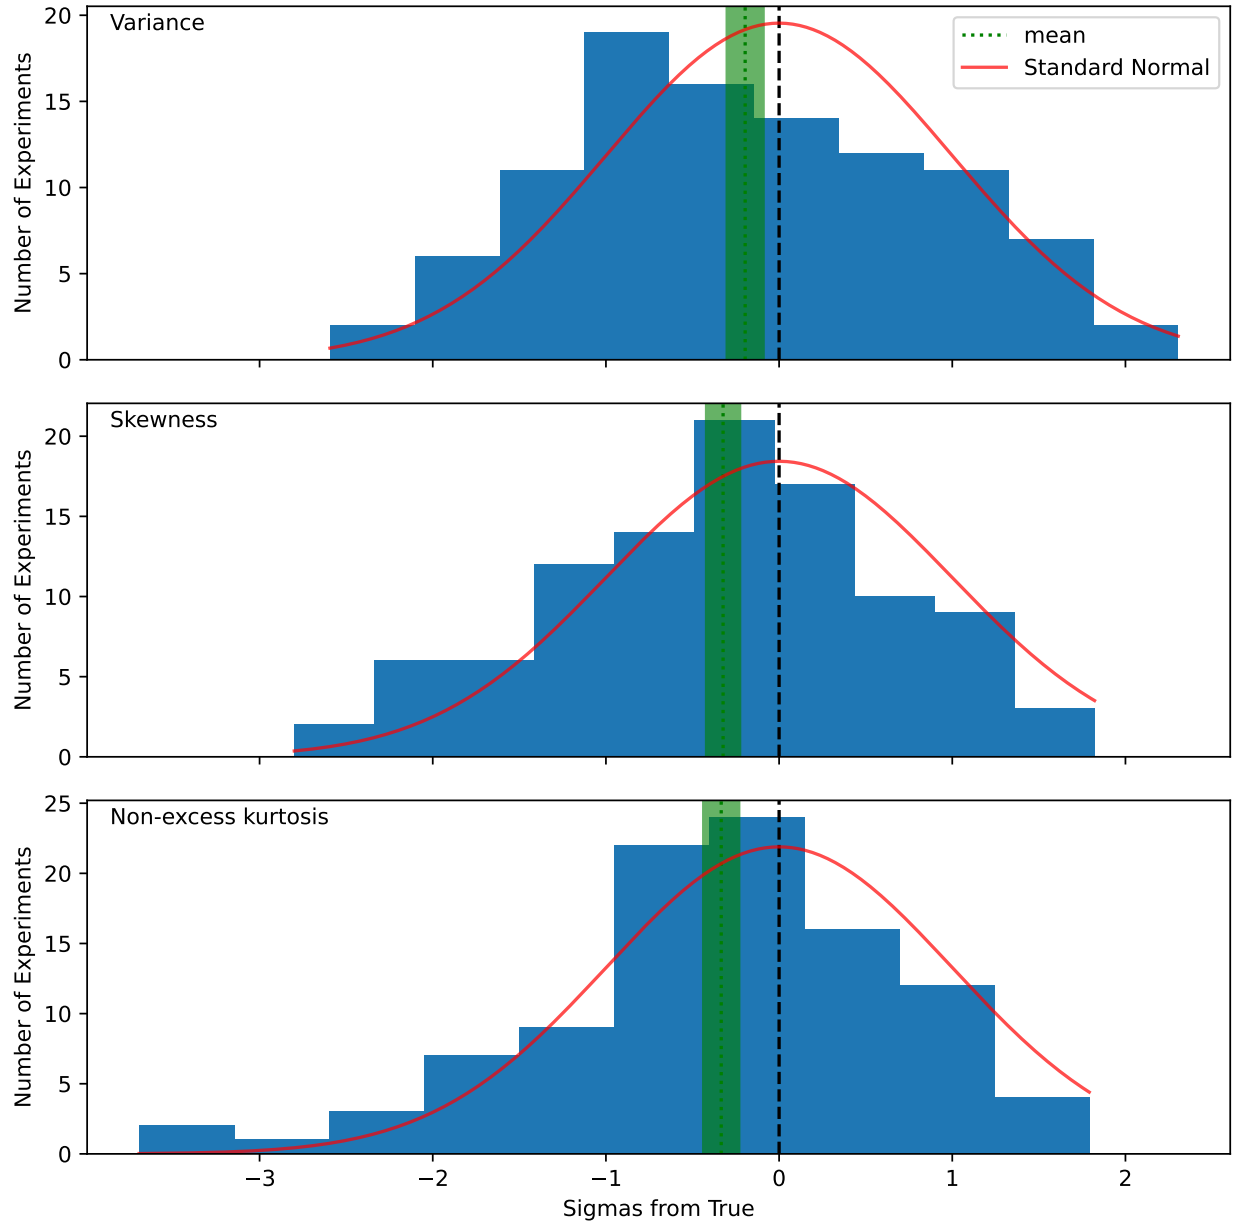 Variance
mean
Standard Normal
Number of Experiments
20
15
10
5
0
Skewness
Number of Experiments
20
15
10
5
0
Non-excess kurtosis
Number of Experiments
25
20
15
10
5
0
−3 −2 −1 0 1 2
Sigmas from True